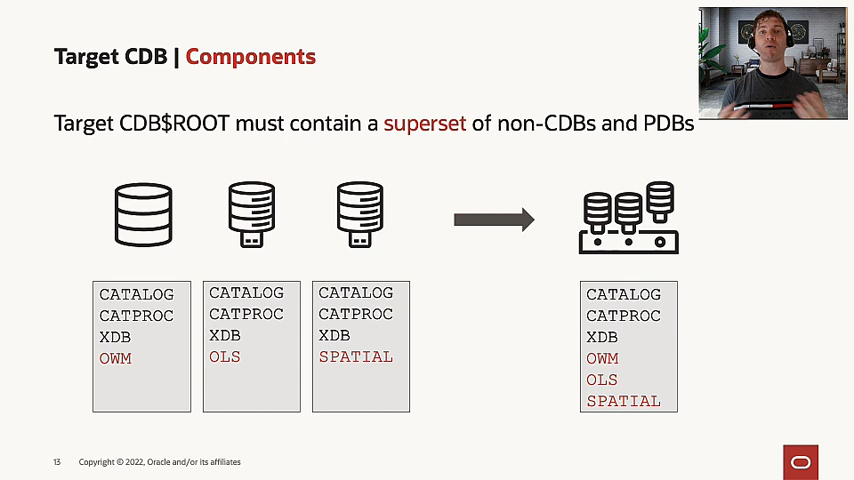 Target CDB | Components
Target CDB$ROOT must contain a superset of non-CDBs and PDBs
CATALOG
CATPROC
XDB
OWM
CATALOG
CATPROC
XDB
OLS
CATALOG
CATPROC
XDB
SPATIAL
CATALOG
CATPROC
XDB
OWM
OLS
SPATIAL
13 Copyright © 2022, Oracle and/or its affiliates